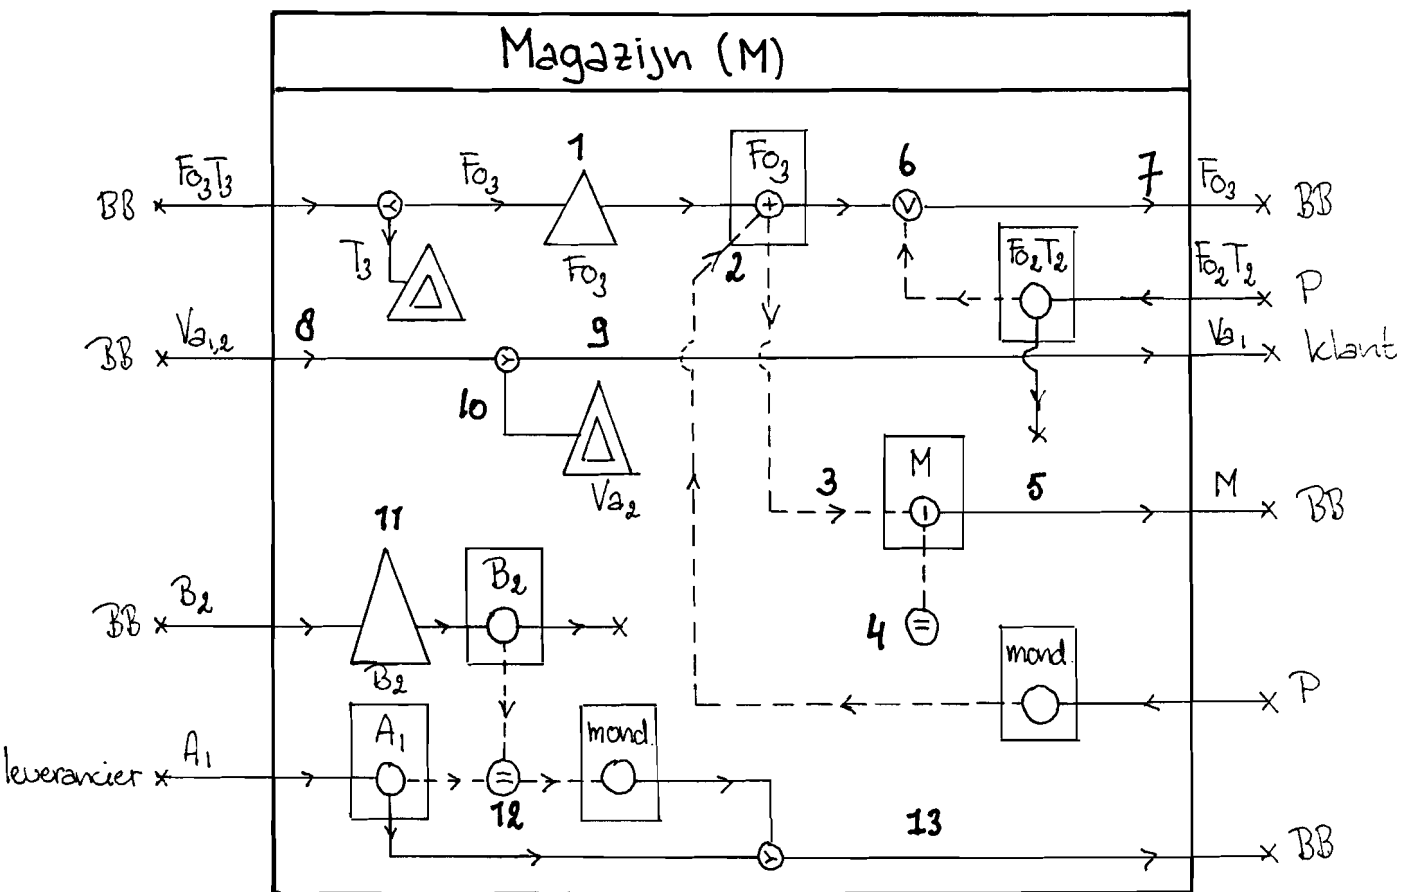 Magazijn (M)
1 6 7
BB Fo3T3 Fo3 Fo3 Fo3 BB
T3 Fo3 2 Fo2T2 Fo2T2 P
BB Va1,2 8 9 Va1 klant
10
Va2 3 M 5 M BB
11
BB B2 B2 4
B2 mond. P
leverancier A1 A1 mond.
12 13 BB